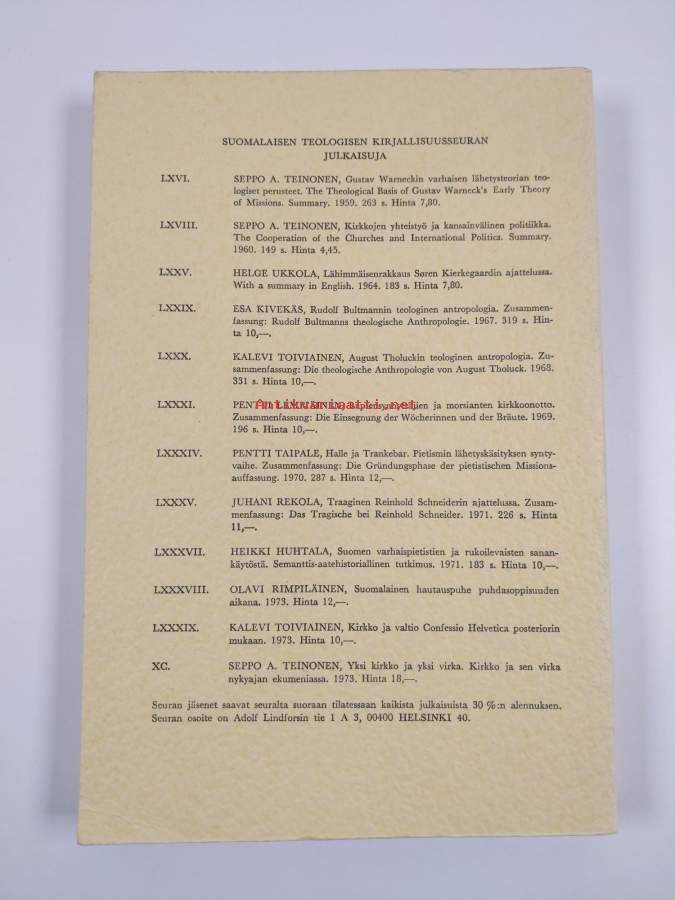 SUOMALAISEN TEOLOGISEN KIRJALLISUUSSEURAN
JULKAISUJA
LXVI. SEPPO A. TEINONEN, Gustav Warneckin varhaisen lähetysteorian teo-
logiset perusteet. The Theological Basis of Gustav Warneck's Early Theory
of Missions. Summary. 1959. 263 s. Hinta 7,80.
LXVIII. SEPPO A. TEINONEN, Kirkkojen yhteistyö ja kansainvälinen politiikka.
The Cooperation of the Churches and International Politics. Summary.
1960. 149 s. Hinta 4,45.
LXXV. HELGE UKKOLA, Lähimmäisenrakkaus Søren Kierkegaardin ajattelussa.
With a summary in English. 1964. 183 s. Hinta 7,80.
LXXIX. ESA KIVEKÄS, Rudolf Bultmannin teologinen antropologia. Zusammen-
fassung: Rudolf Bultmanns theologische Anthropologie. 1967. 319 s. Hin-
ta 10,—.
LXXX. KALEVI TOIVIAINEN, August Tholuckin teologinen antropologia. Zu-
sammenfassung: Die theologische Anthropologie von August Tholuck. 1968.
331 s. Hinta 10,—.
LXXXI. PENTTI ja morsianten kirkkoonotto.
Antikvariaatti.net
Zusammenfassung: Die Einsegnung der Wöcherinnen und der Bräute. 1969.
196 s. Hinta 10,—.
LXXXIV. PENTTI TAIPALE, Halle ja Trankebar. Pietismin lähetyskäsityksen synty-
vaihe. Zusammenfassung: Die Gründungsphase der pietistischen Missions-
auffassung. 1970. 287 s. Hinta 12,—.
LXXXV. JUHANI REKOLA, Traaginen Reinhold Schneiderin ajattelussa. Zusam-
menfassung: Das Tragische bei Reinhold Schneider. 1971. 226 s. Hinta
11,—.
LXXXVII. HEIKKI HUHTALA, Suomen varhaispietistien ja rukoilevaisten sanan-
käytöstä. Semanttis-aatehistoriallinen tutkimus. 1971. 183 s. Hinta 10,—.
LXXXVIII. OLAVI RIMPILÄINEN, Suomalainen hautauspuhe puhdasoppisuuden
aikana. 1973. Hinta 12,—.
LXXXIX. KALEVI TOIVIAINEN, Kirkko ja valtio Confessio Helvetica posteriorin
mukaan. 1973. Hinta 10,—.
XC. SEPPO A. TEINONEN, Yksi kirkko ja yksi virka. Kirkko ja sen virka
nykyajan ekumeniassa. 1973. Hinta 18,—.
Seuran jäsenet saavat seuralta suoraan tilatessaan kaikista julkaisuista 30 %:n alennuksen.
Seuran osoite on Adolf Lindforsin tie 1 A 3, 00400 HELSINKI 40.